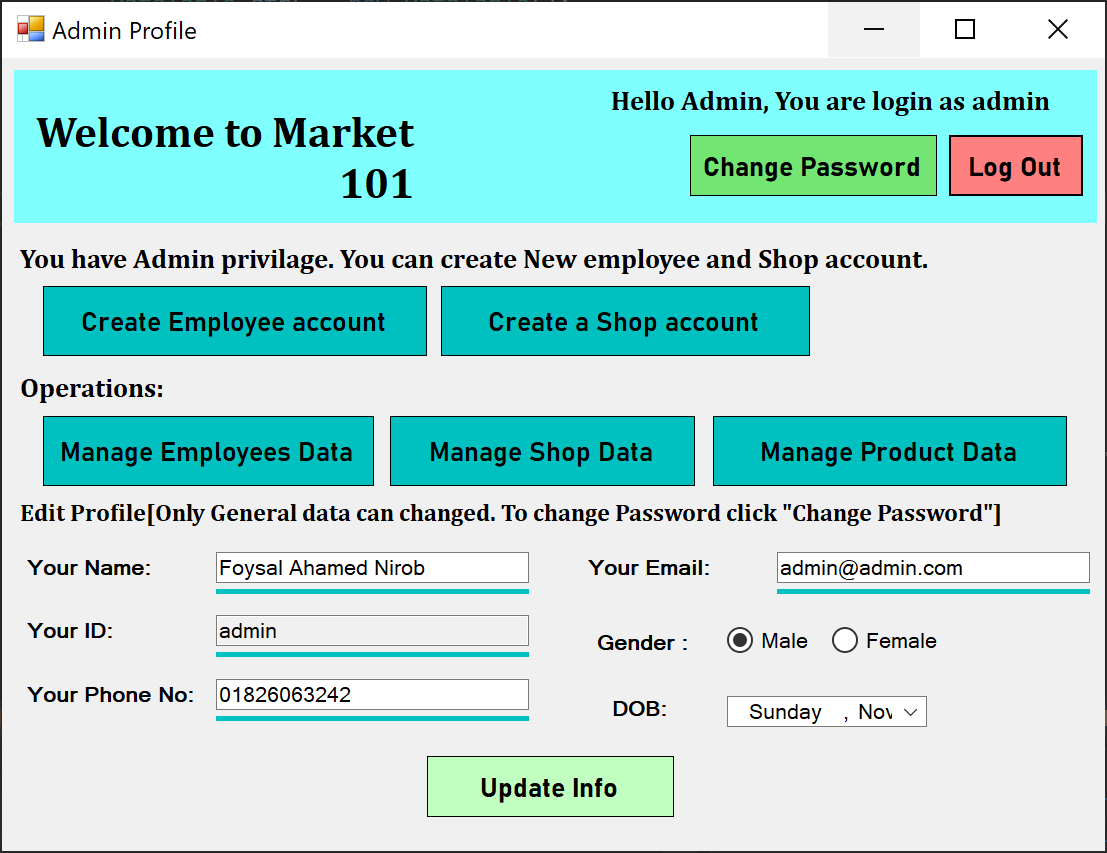 Admin Profile
Hello Admin, You are login as admin
Welcome to Market
101
Change Password
Log Out
You have Admin privilage. You can create New employee and Shop account.
Create Employee account
Create a Shop account
Operations:
Manage Employees Data
Manage Shop Data
Manage Product Data
Edit Profile[Only General data can changed. To change Password click "Change Password"]
Your Name: Foysal Ahamed Nirob
Your Email: admin@admin.com
Your ID: admin
Gender : Male Female
Your Phone No: 01826063242
DOB: Sunday , Nov
Update Info